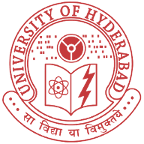 UNIVERSITY OF HYDERABAD
सा विद्या या विमुक्तये